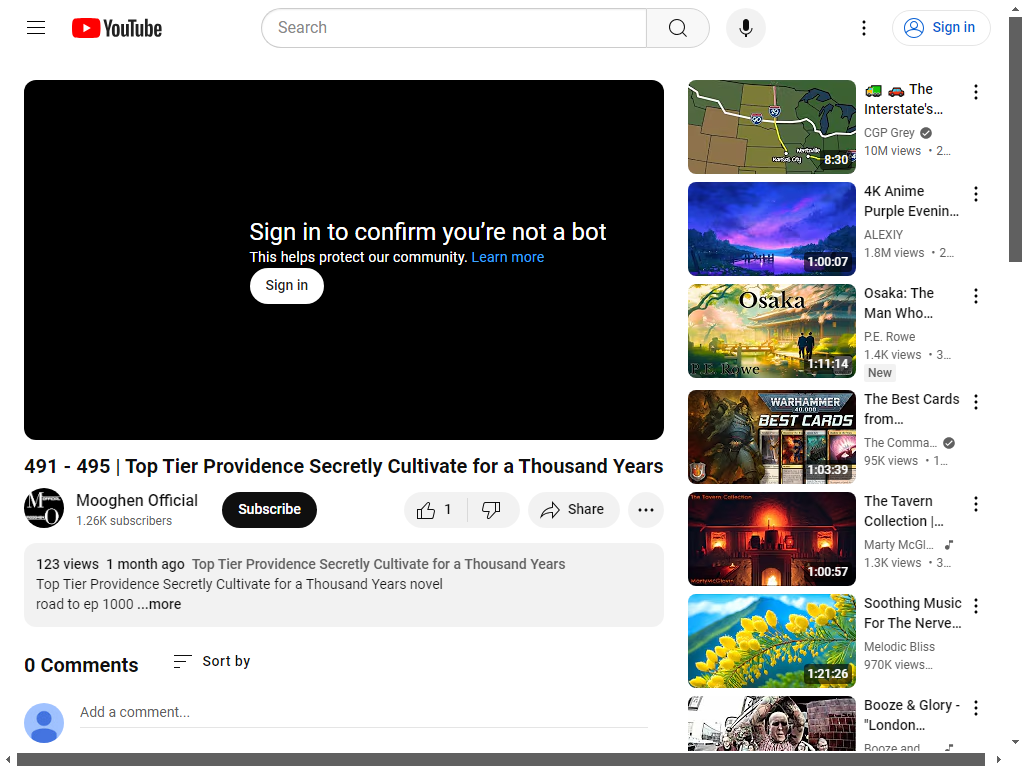 YouTube
Search
Sign in
Sign in to confirm you’re not a bot
This helps protect our community. Learn more
Sign in
491 - 495 | Top Tier Providence Secretly Cultivate for a Thousand Years
Mooghen Official
1.26K subscribers
Subscribe
1
Share
123 views 1 month ago Top Tier Providence Secretly Cultivate for a Thousand Years
Top Tier Providence Secretly Cultivate for a Thousand Years novel
road to ep 1000 ...more
0 Comments
Sort by
Add a comment...
90
39
Kansas City
Wentzville
8:30
🚛 🚗 The
Interstate's...
CGP Grey
10M views • 2...
1:00:07
4K Anime
Purple Evenin...
ALEXIY
1.8M views • 2...
Osaka
P.E. Rowe
1:11:14
Osaka: The
Man Who...
P.E. Rowe
1.4K views • 3...
New
WARHAMMER
40,000
BEST CARDS
1:03:39
The Best Cards
from...
The Comma...
95K views • 1...
The Tavern Collection
martyMcGlovin
1:00:57
The Tavern
Collection |...
Marty McGl...
1.3K views • 3...
1:21:26
Soothing Music
For The Nerve...
Melodic Bliss
970K views...
Booze & Glory -
"London...
Booze and